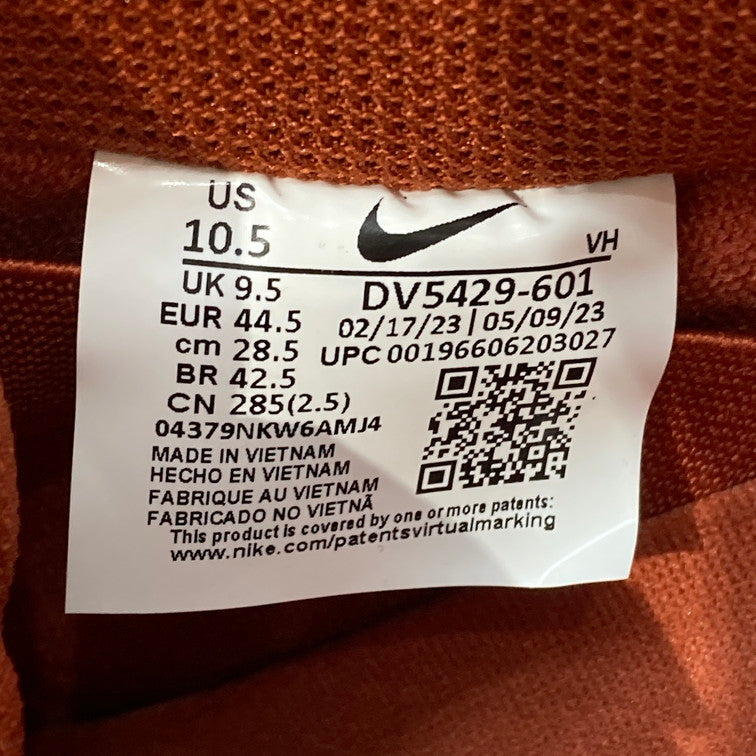 US
10.5
VH
UK 9.5
DV5429-601
EUR 44.5
02/17/23 | 05/09/23
cm 28.5
UPC 00196606203027
BR 42.5
CN 285(2.5)
04379NKW6AMJ4
MADE IN VIETNAM
HECHO EN VIETNAM
FABRIQUE AU VIETNAM
FABRICADO NO VIETNÃ
This product is covered by one or more patents:
www.nike.com/patentsvirtualmarking